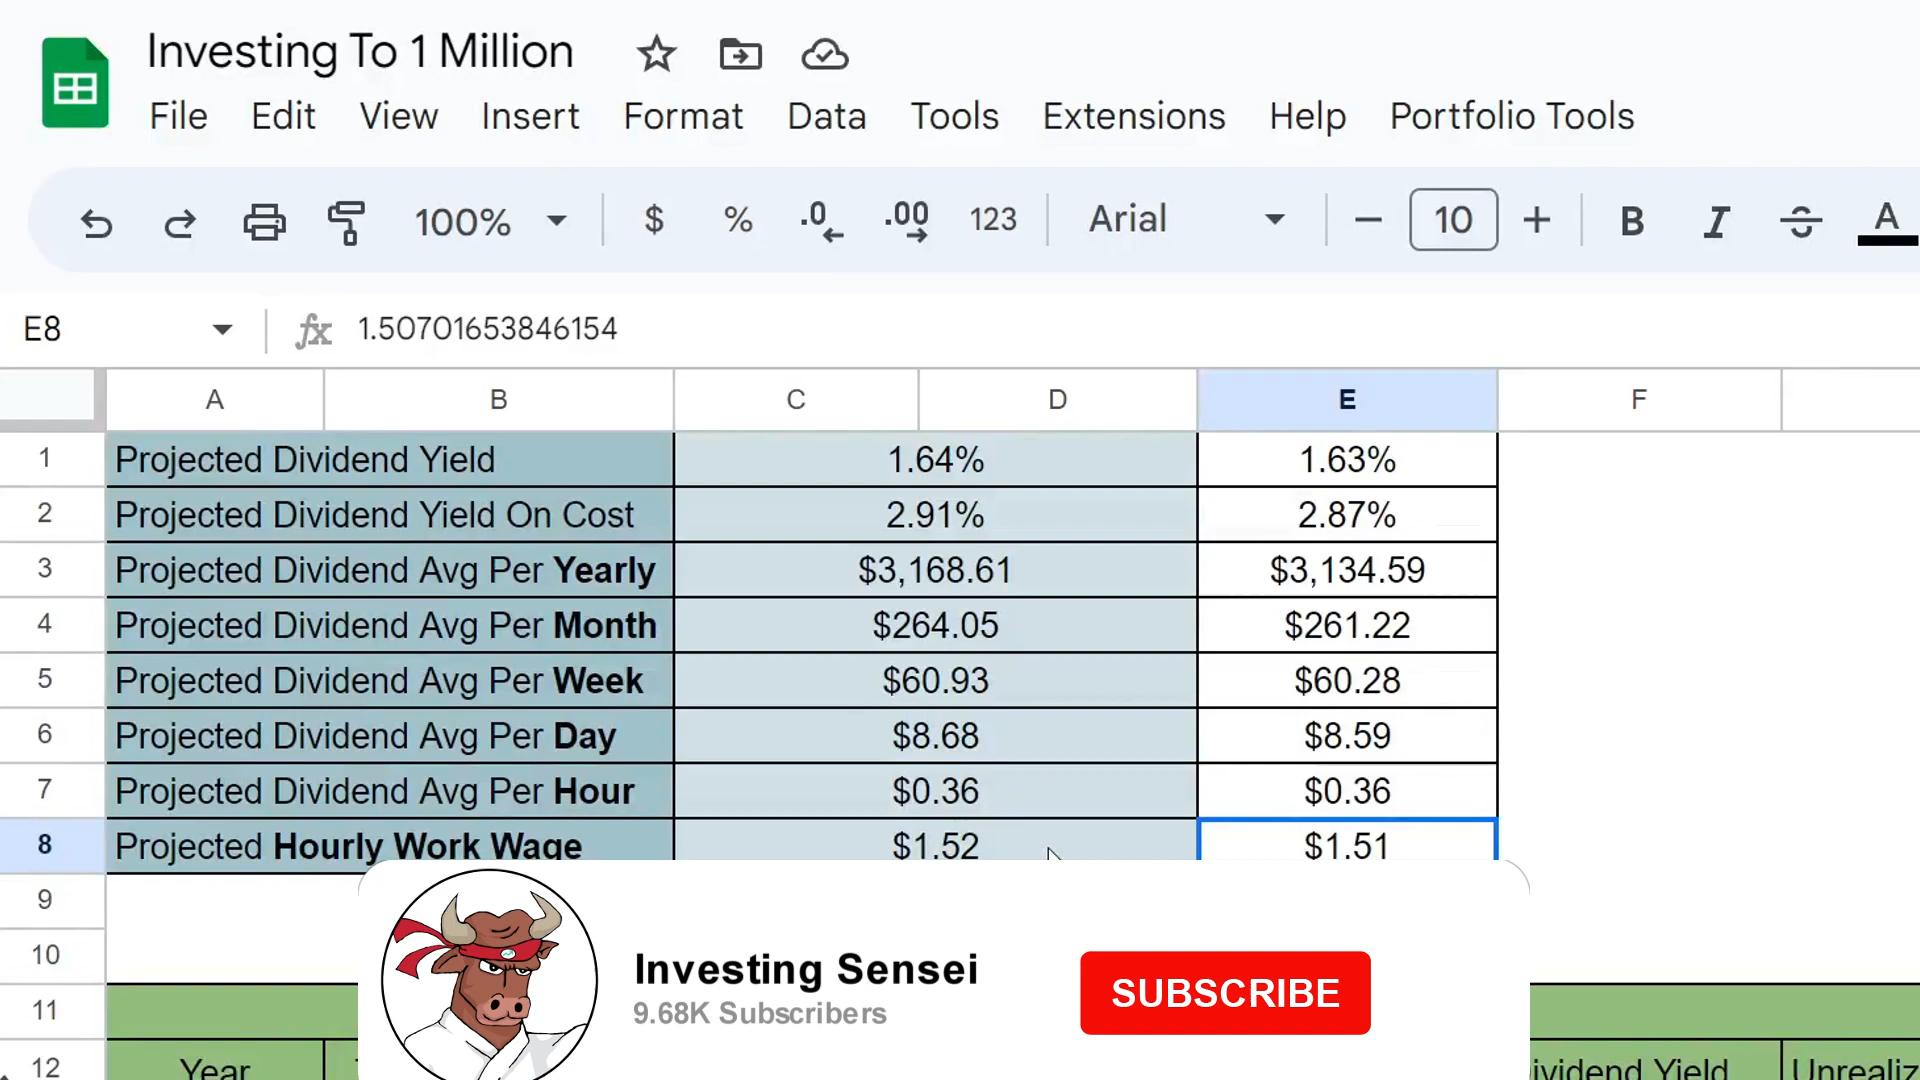 Investing To 1 Million
File Edit View Insert Format Data Tools Extensions Help Portfolio Tools
100% $ % .0 .00 123 Arial 10 B I S A
E8 fx 1.50701653846154
A B C D E F
1 Projected Dividend Yield 1.64% 1.63%
2 Projected Dividend Yield On Cost 2.91% 2.87%
3 Projected Dividend Avg Per Yearly $3,168.61 $3,134.59
4 Projected Dividend Avg Per Month $264.05 $261.22
5 Projected Dividend Avg Per Week $60.93 $60.28
6 Projected Dividend Avg Per Day $8.68 $8.59
7 Projected Dividend Avg Per Hour $0.36 $0.36
8 Projected Hourly Work Wage $1.52 $1.51
9
10
11
12 Year ividend Yield Unrealiz
Investing Sensei
9.68K Subscribers
SUBSCRIBE